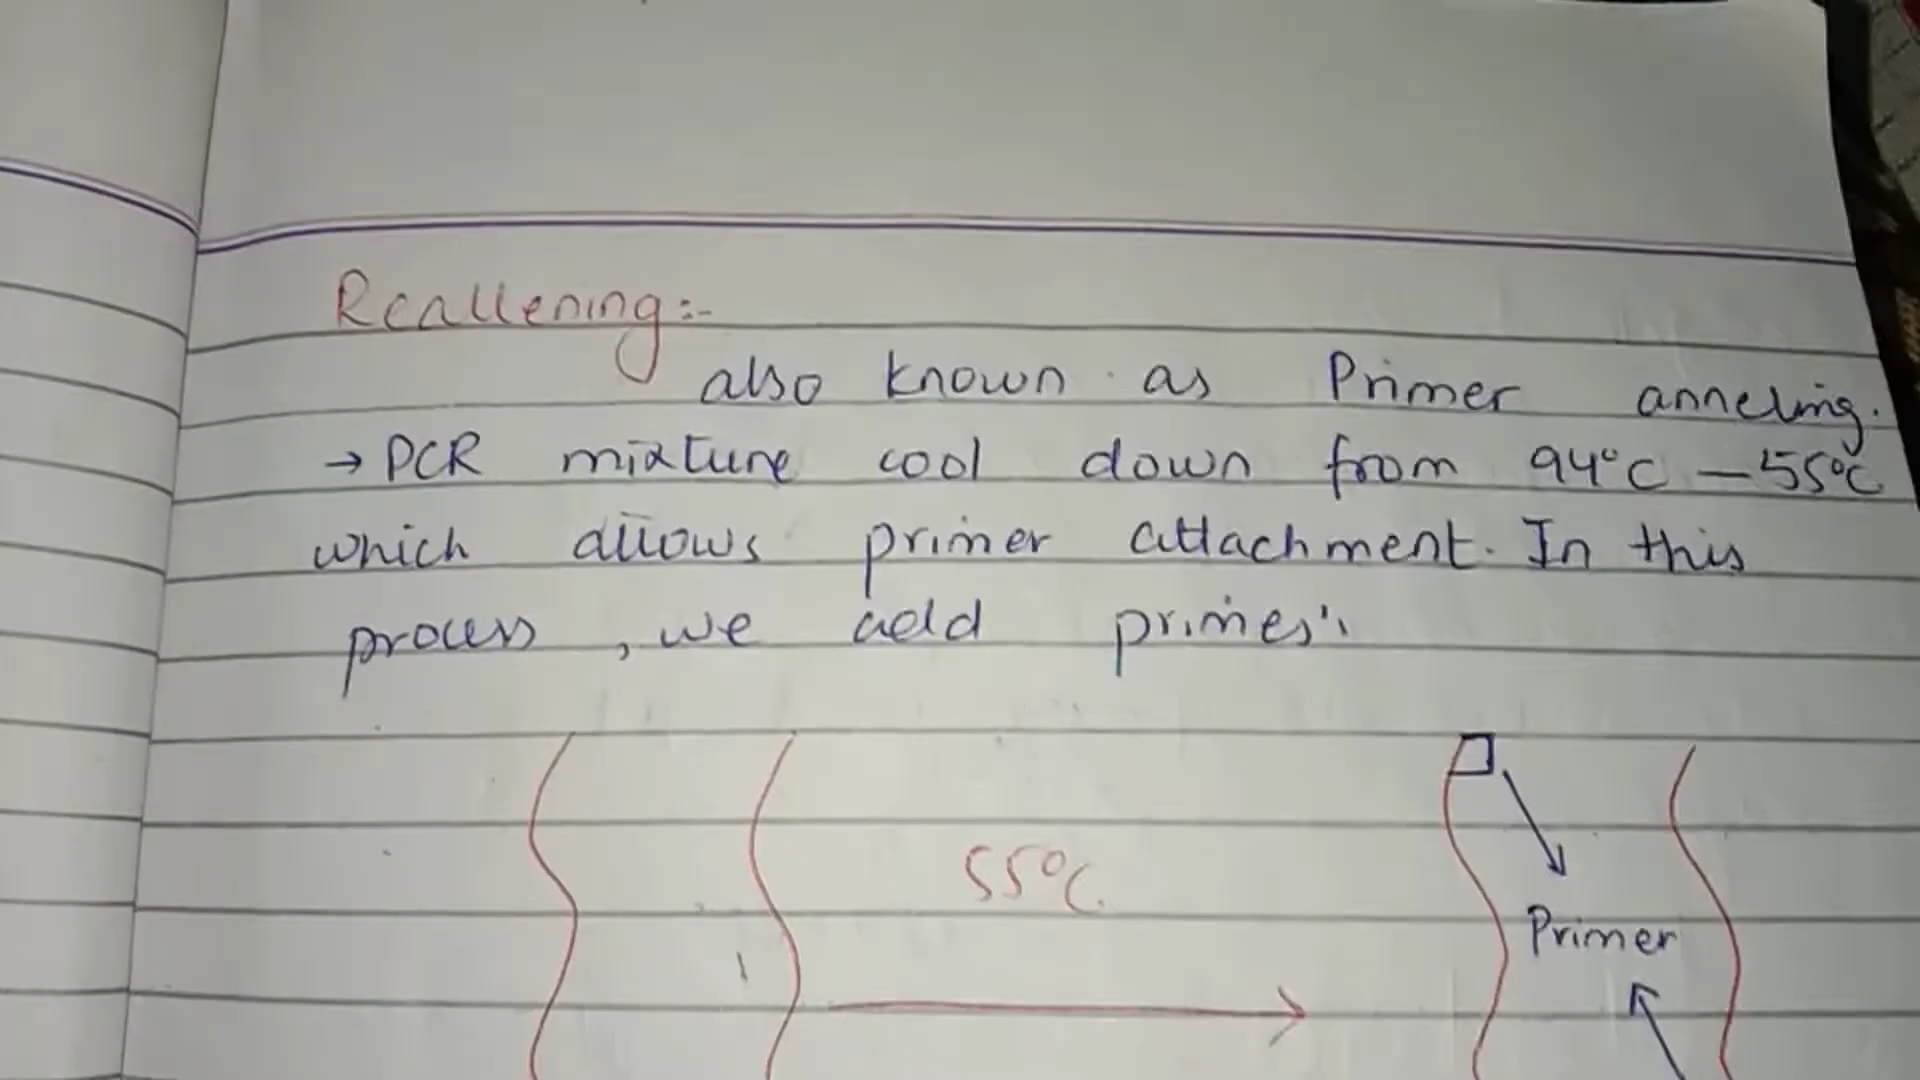 Reallening:-
also known as Primer anneling.
→ PCR mixture cool down from 94°C – 55°C
which allows primer attachment. In this
process, we add primes'.
55°C.
Primer